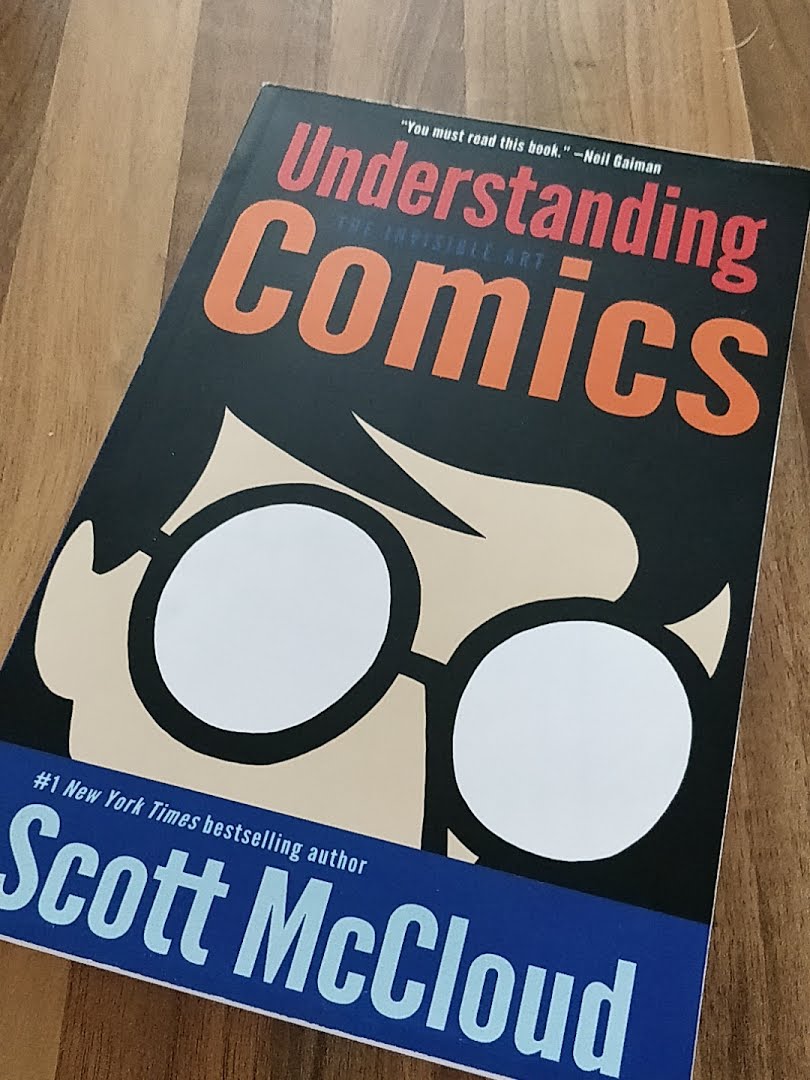 "You must read this book." —Neil Gaiman
Understanding
THE INVISIBLE ART
Comics
#1 New York Times bestselling author
Scott McCloud